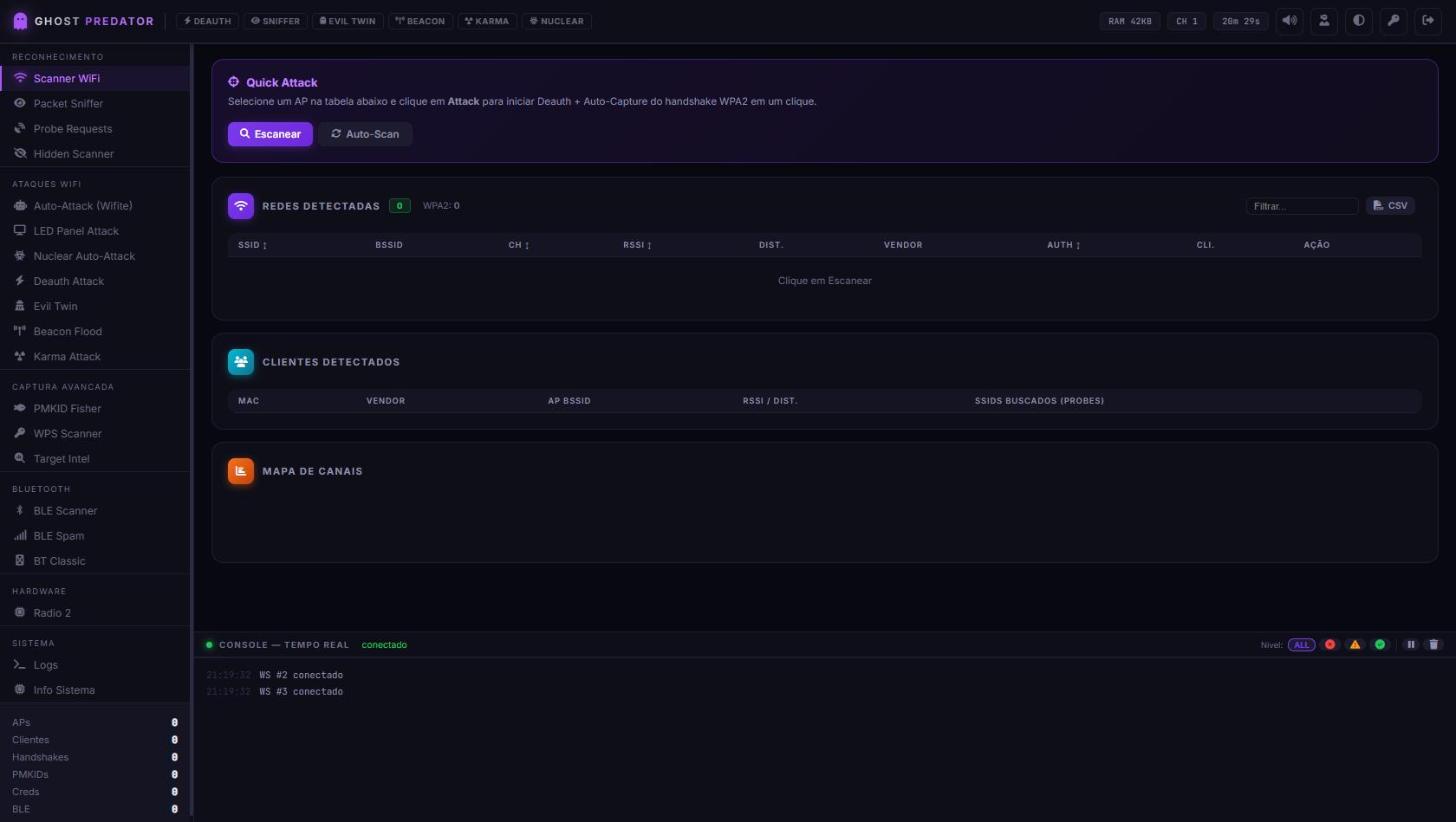 GHOST PREDATOR
DEAUTH SNIFFER EVIL TWIN BEACON KARMA NUCLEAR
RAM 42KB CH 1 20m 29s
RECONHECIMENTO
Scanner WiFi
Packet Sniffer
Probe Requests
Hidden Scanner
ATAQUES WIFI
Auto-Attack (Wifite)
LED Panel Attack
Nuclear Auto-Attack
Deauth Attack
Evil Twin
Beacon Flood
Karma Attack
CAPTURA AVANCADA
PMKID Fisher
WPS Scanner
Target Intel
BLUETOOTH
BLE Scanner
BLE Spam
BT Classic
HARDWARE
Radio 2
SISTEMA
Logs
Info Sistema
APs 0
Clientes 0
Handshakes 0
PMKIDs 0
Creds 0
BLE 0
Quick Attack
Selecione um AP na tabela abaixo e clique em Attack para iniciar Deauth + Auto-Capture do handshake WPA2 em um clique.
Escanear Auto-Scan
REDES DETECTADAS 0 WPA2: 0 Filtrar... CSV
SSID ↕ BSSID CH ↕ RSSI ↕ DIST. VENDOR AUTH ↕ CLI. AÇÃO
Clique em Escanear
CLIENTES DETECTADOS
MAC VENDOR AP BSSID RSSI / DIST. SSIDS BUSCADOS (PROBES)
MAPA DE CANAIS
CONSOLE — TEMPO REAL conectado Nivel: ALL
21:19:32 WS #2 conectado
21:19:32 WS #3 conectado